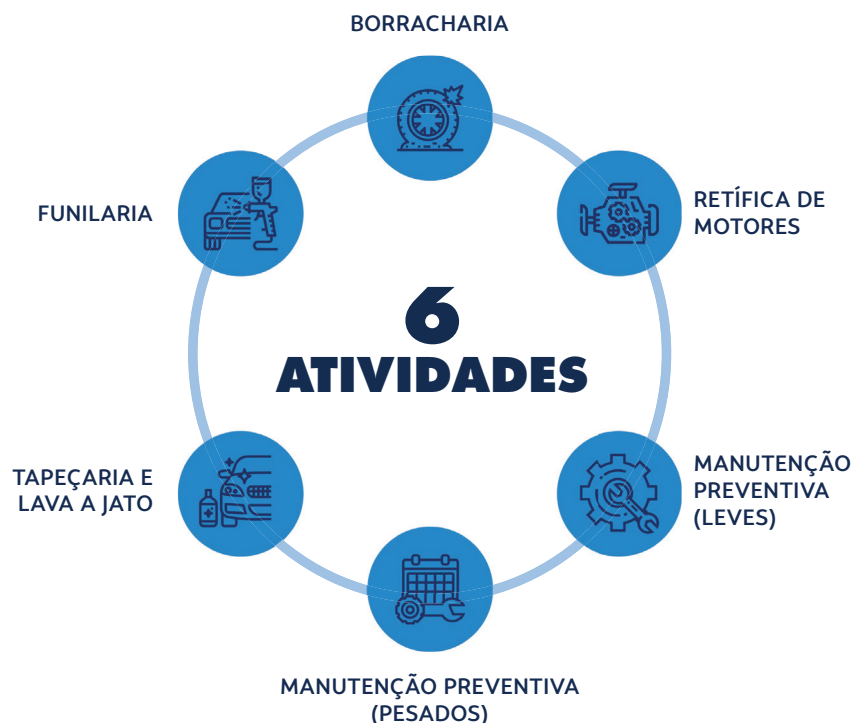 BORRACHARIA
FUNILARIA
RETÍFICA DE
MOTORES
6
ATIVIDADES
TAPEÇARIA E
LAVA A JATO
MANUTENÇÃO
PREVENTIVA
(LEVES)
MANUTENÇÃO PREVENTIVA
(PESADOS)